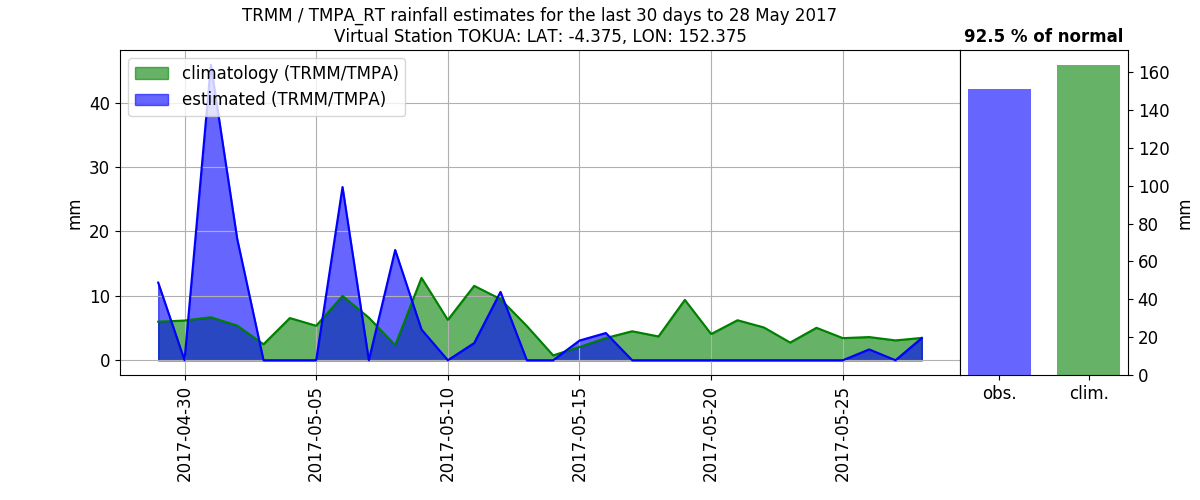 TRMM / TMPA_RT rainfall estimates for the last 30 days to 28 May 2017
Virtual Station TOKUA: LAT: -4.375, LON: 152.375
92.5 % of normal
climatology (TRMM/TMPA)
estimated (TRMM/TMPA)
mm
40
30
20
10
0
2017-04-30
2017-05-05
2017-05-10
2017-05-15
2017-05-20
2017-05-25
160
140
120
100
80
60
40
20
0
mm
obs.
clim.